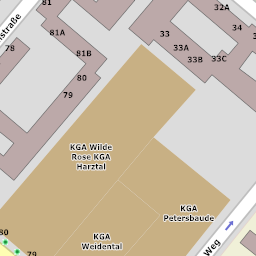 81
32A
nstraße
81A
33
34
78
33A
81B
80
33B
33C
79
KGA Wilde
Rose KGA
Harztal
KGA
Petersbaude
80
KGA
Weidental
Weg
79